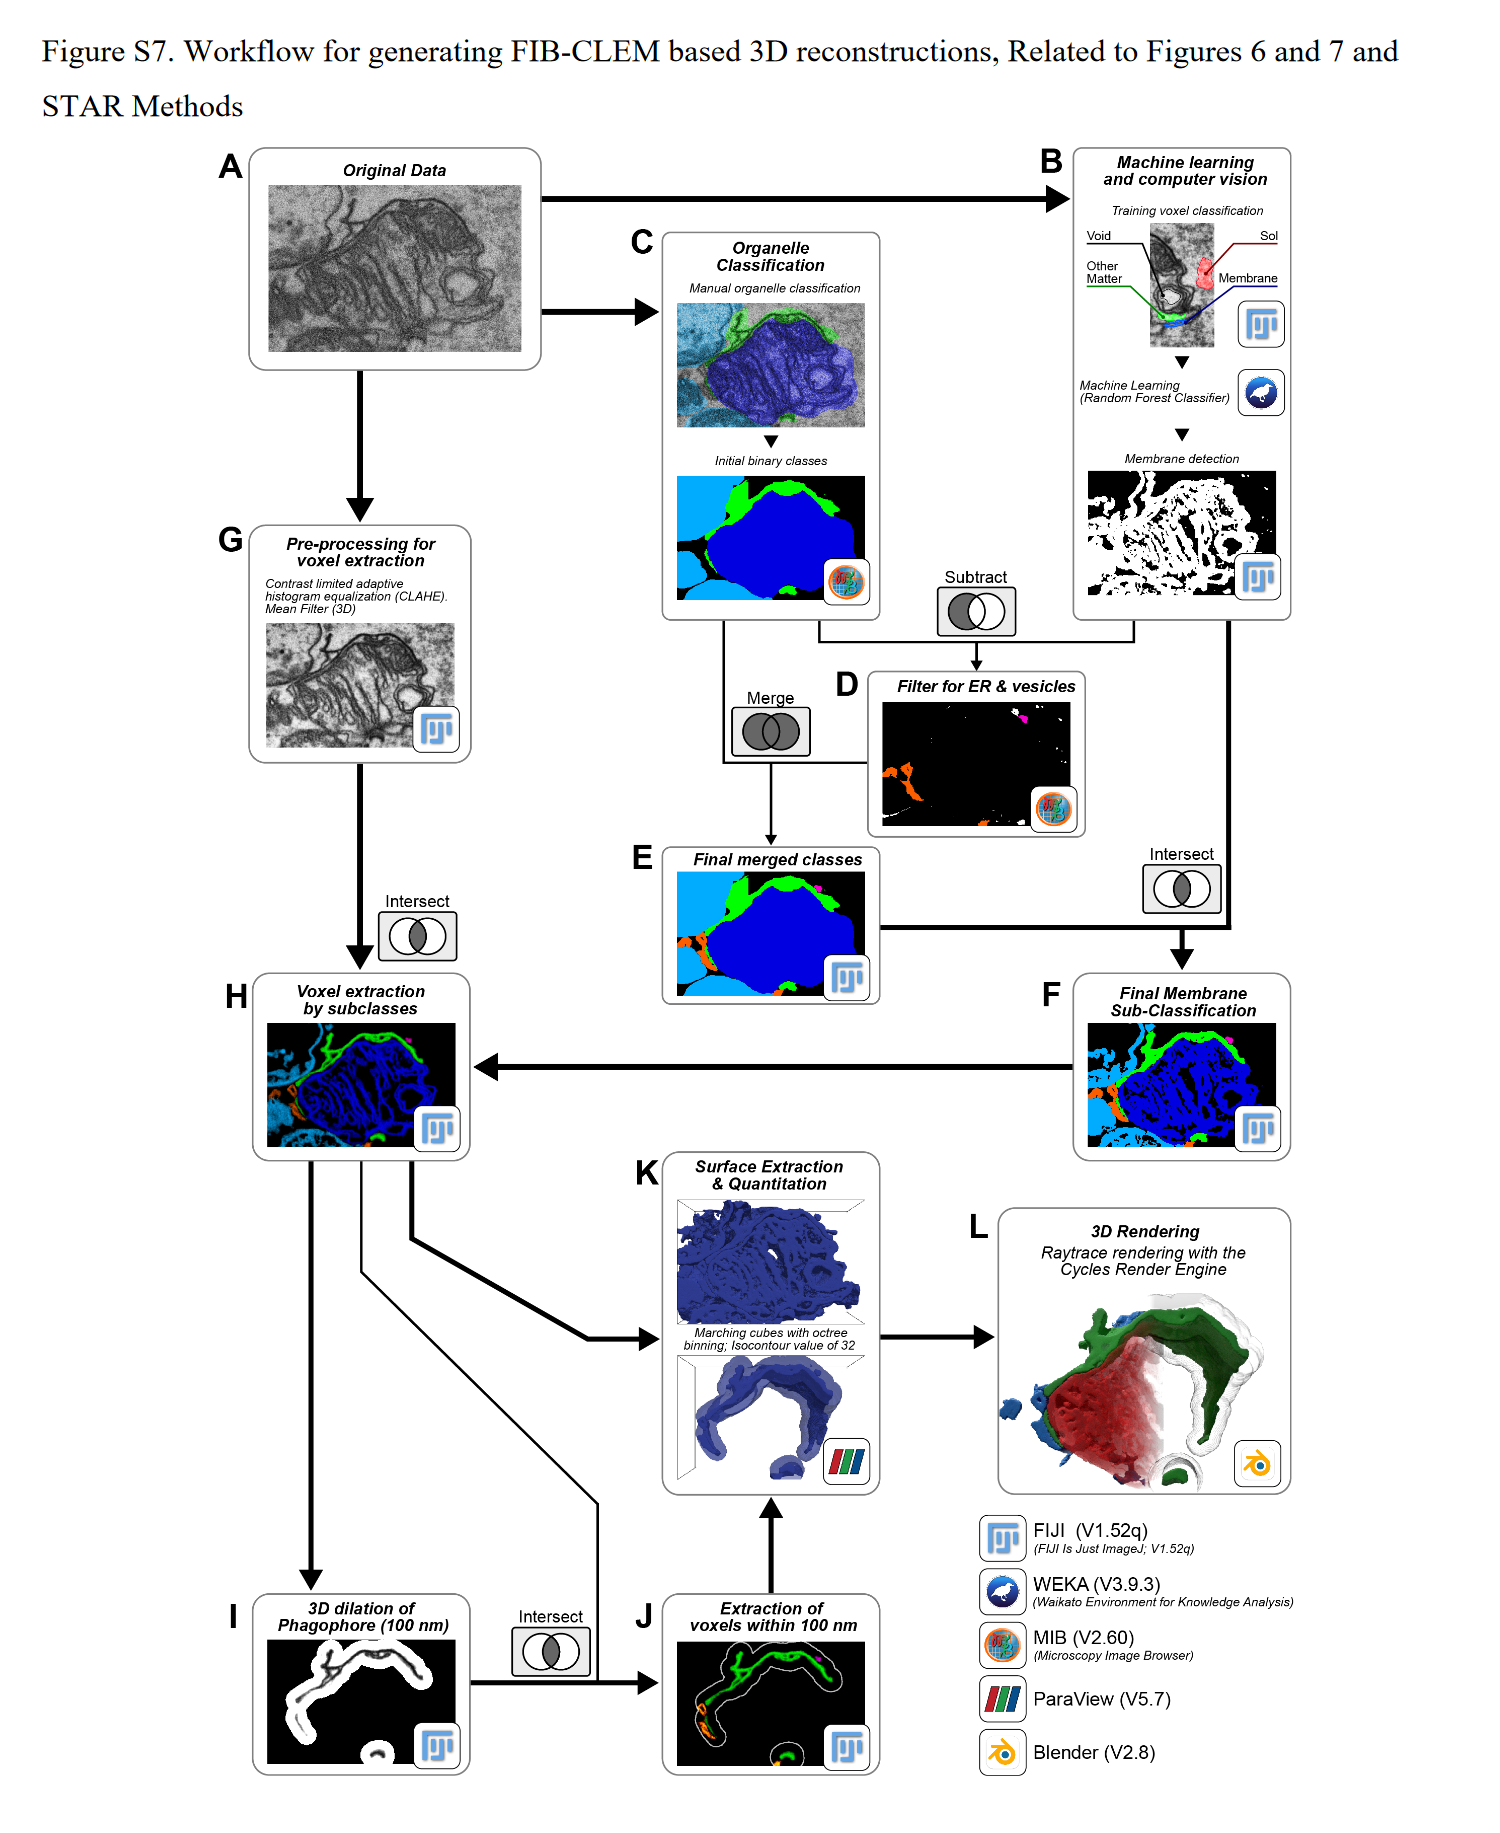 Figure S7. Workflow for generating FIB-CLEM based 3D reconstructions, Related to Figures 6 and 7 and
STAR Methods
A
Original Data
B
Machine learning
and computer vision
Training voxel classification
Void
Sol
Other
Matter
Membrane
Machine Learning
(Random Forest Classifier)
Membrane detection
C
Organelle
Classification
Manual organelle classification
Initial binary classes
Subtract
G
Pre-processing for
voxel extraction
Contrast limited adaptive
histogram equalization (CLAHE).
Mean Filter (3D)
D
Filter for ER & vesicles
Merge
E
Final merged classes
Intersect
Intersect
H
Voxel extraction
by subclasses
F
Final Membrane
Sub-Classification
K
Surface Extraction
& Quantitation
Marching cubes with octree
binning; Isocontour value of 32
L
3D Rendering
Raytrace rendering with the
Cycles Render Engine
I
3D dilation of
Phagophore (100 nm)
Intersect
J
Extraction of
voxels within 100 nm
FIJI (V1.52q)
(FIJI Is Just ImageJ; V1.52q)
WEKA (V3.9.3)
(Waikato Environment for Knowledge Analysis)
MIB (V2.60)
(Microscopy Image Browser)
ParaView (V5.7)
Blender (V2.8)